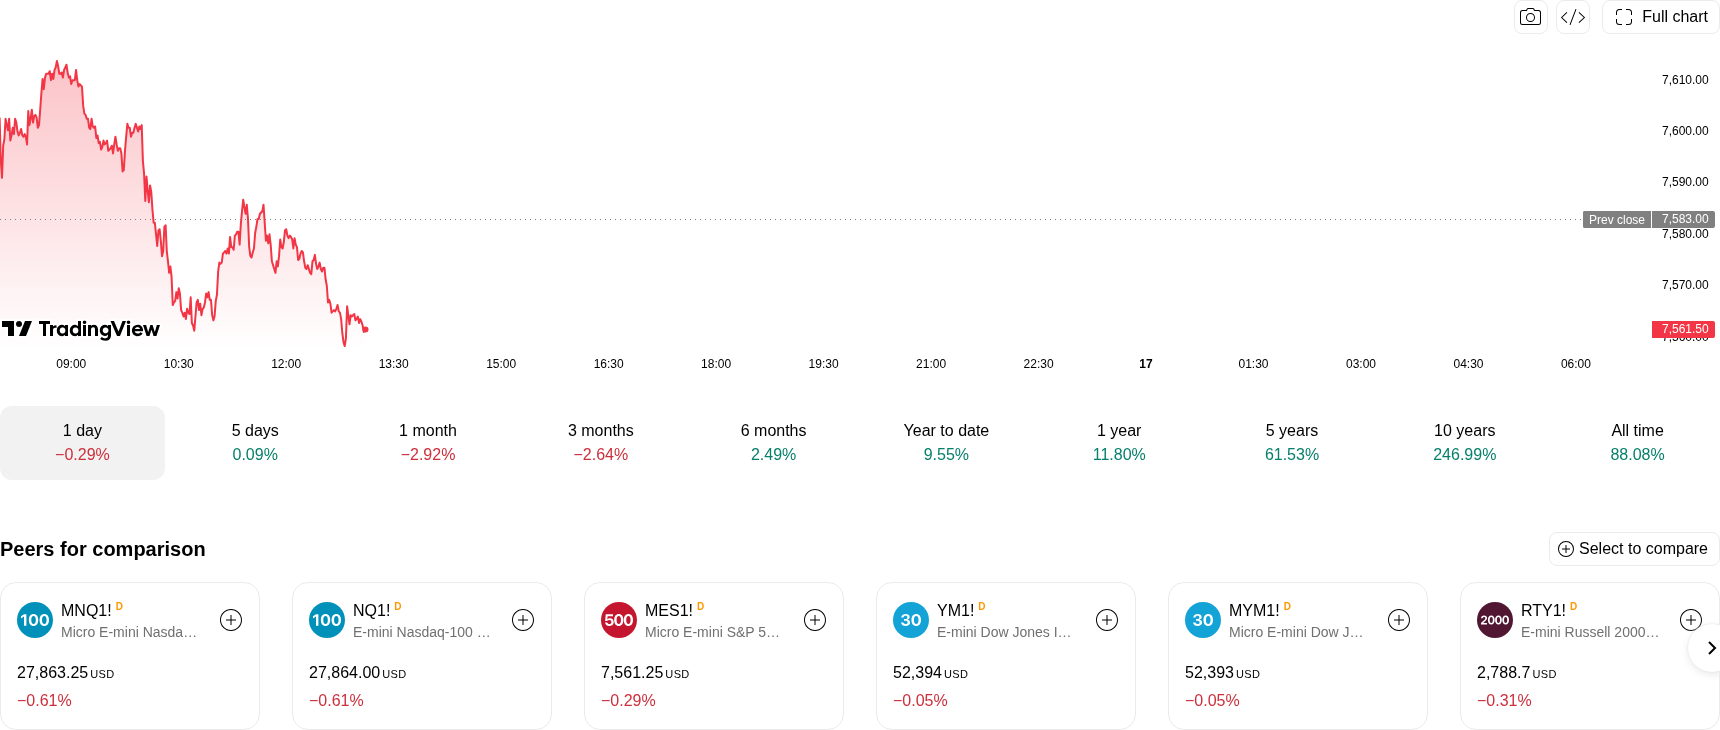 Full chart
7,610.00
7,600.00
7,590.00
Prev close 7,583.00
7,580.00
7,570.00
7,561.50
TradingView
09:00 10:30 12:00 13:30 15:00 16:30 18:00 19:30 21:00 22:30 17 01:30 03:00 04:30 06:00
1 day 5 days 1 month 3 months 6 months Year to date 1 year 5 years 10 years All time
−0.29% 0.09% −2.92% −2.64% 2.49% 9.55% 11.80% 61.53% 246.99% 88.08%
Peers for comparison
Select to compare
100 MNQ1! D
Micro E-mini Nasda…
27,863.25 USD
−0.61%
100 NQ1! D
E-mini Nasdaq-100 …
27,864.00 USD
−0.61%
500 MES1! D
Micro E-mini S&P 5…
7,561.25 USD
−0.29%
30 YM1! D
E-mini Dow Jones I…
52,394 USD
−0.05%
30 MYM1! D
Micro E-mini Dow J…
52,393 USD
−0.05%
2000 RTY1! D
E-mini Russell 2000…
2,788.7 USD
−0.31%